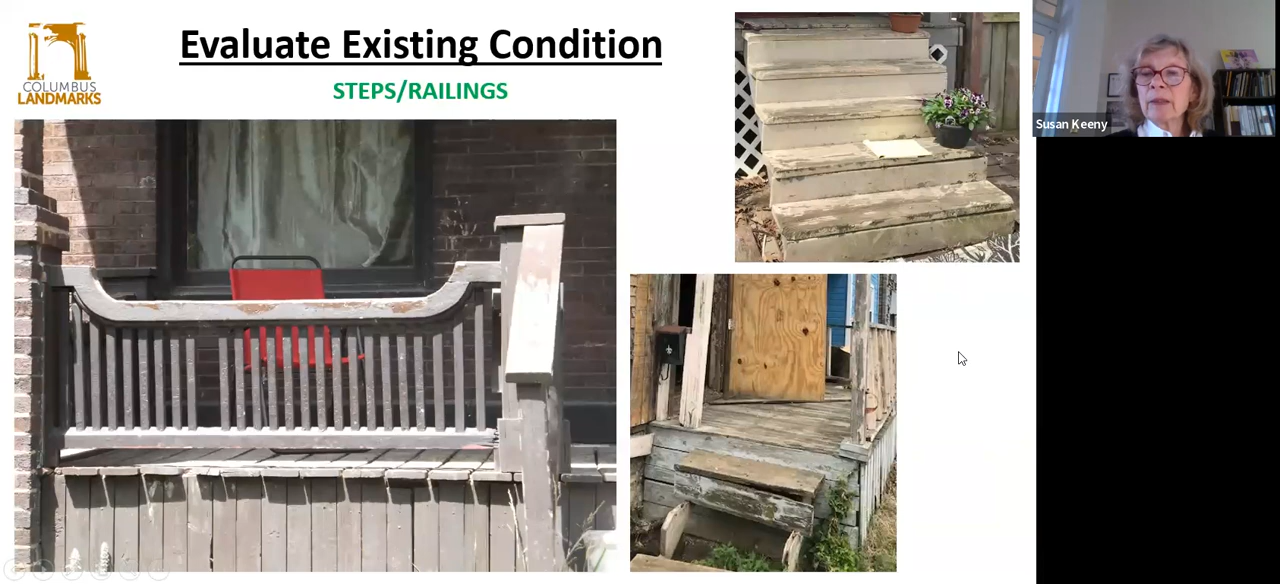 COLUMBUS
LANDMARKS
Evaluate Existing Condition
STEPS/RAILINGS
Susan Keeny